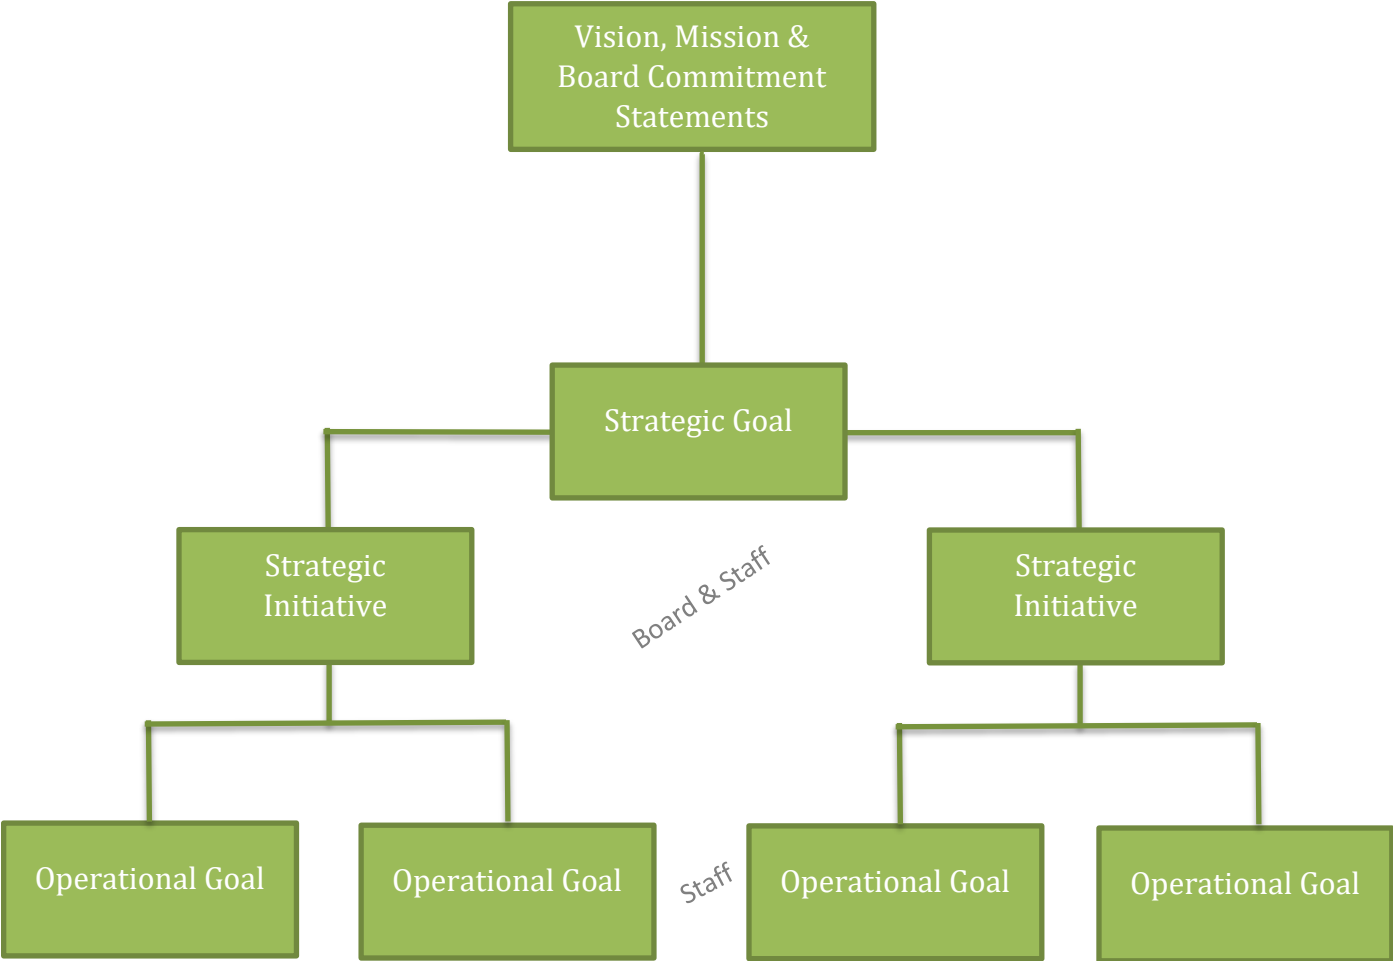 Vision, Mission &
Board Commitment
Statements
Strategic Goal
Strategic
Initiative
Board & Staff
Strategic
Initiative
Operational Goal
Operational Goal
Staff
Operational Goal
Operational Goal